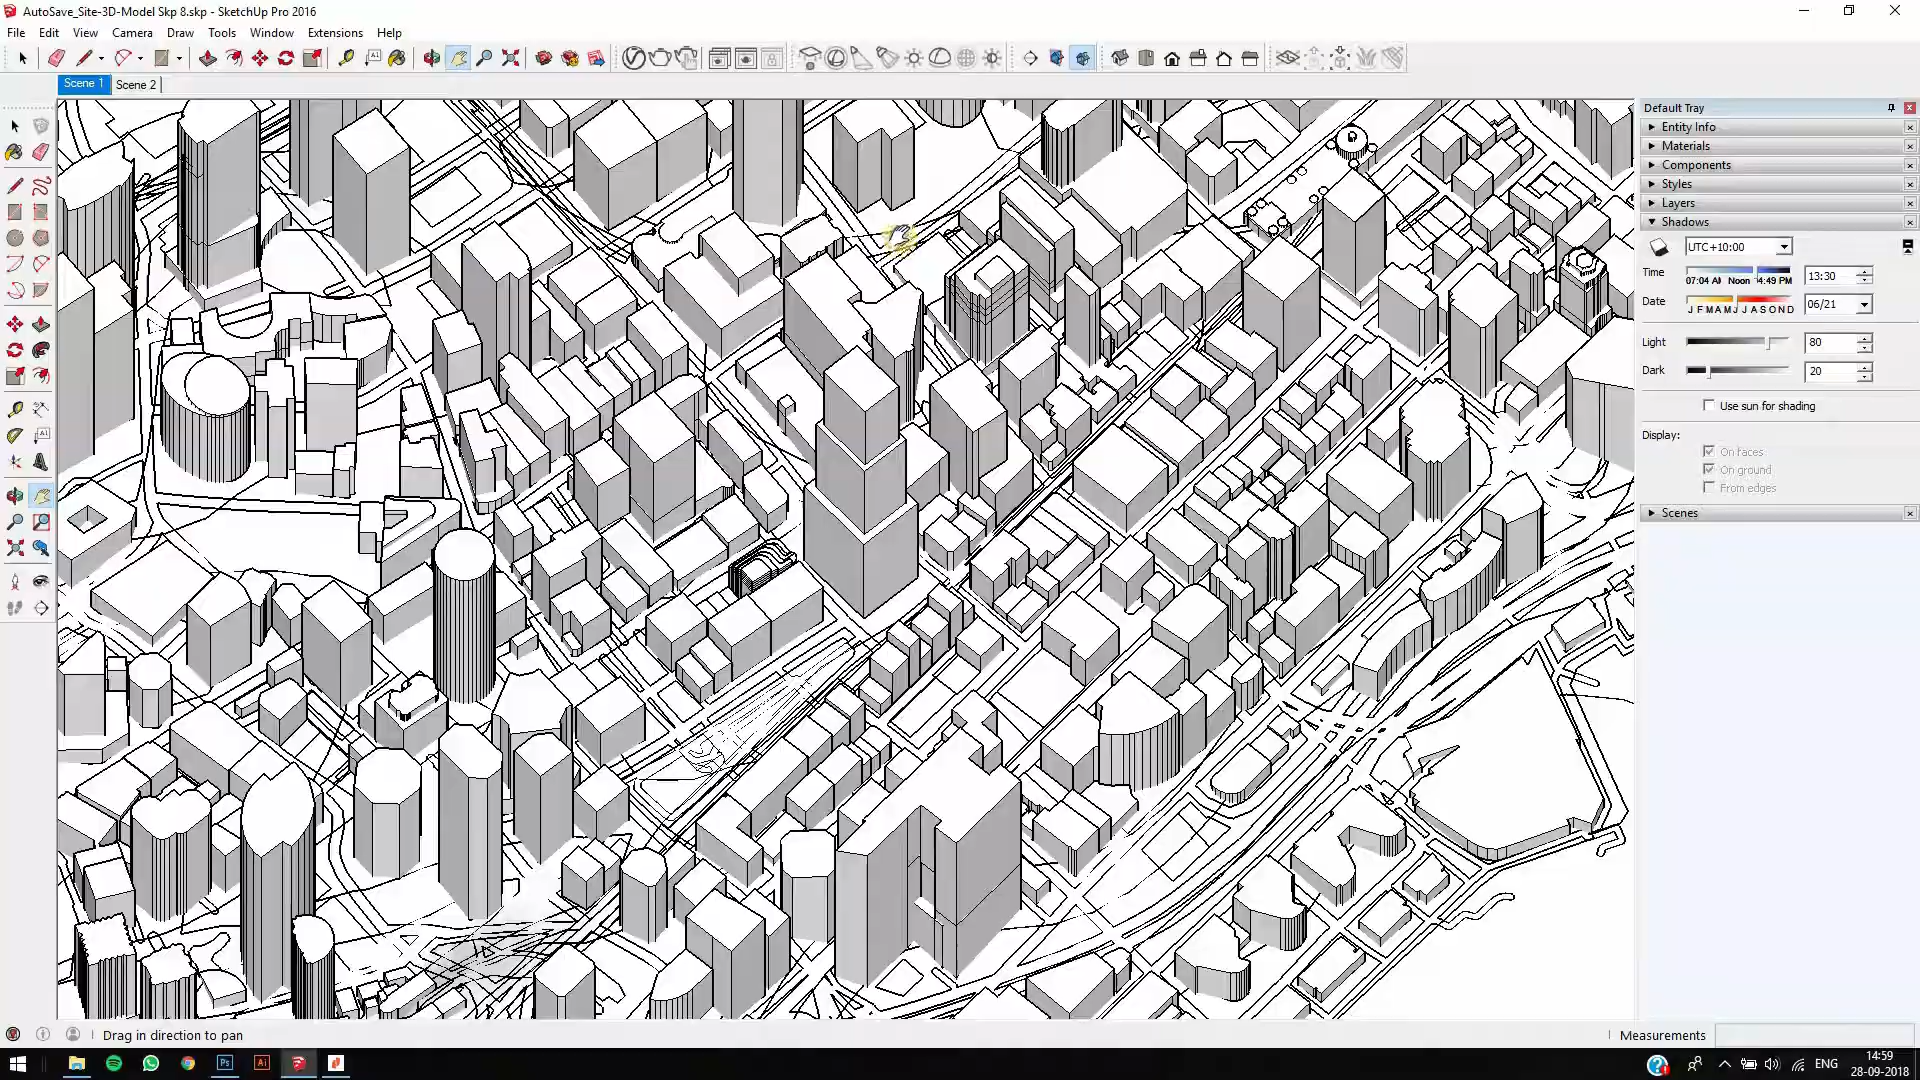 AutoSave_Site-3D-Model Skp 8.skp - SketchUp Pro 2016
File Edit View Camera Draw Tools Window Extensions Help
Scene 1 Scene 2
Default Tray
Entity Info
Materials
Components
Styles
Layers
Shadows
UTC+10:00
Time 13:30
07:04 AM Noon 4:49 PM
Date 06/21
J F M A M J J A S O N D
Light 80
Dark 20
Use sun for shading
Display:
On faces
On ground
From edges
Scenes
Drag in direction to pan
Measurements
Ps Ai
ENG
14:59
28-09-2018